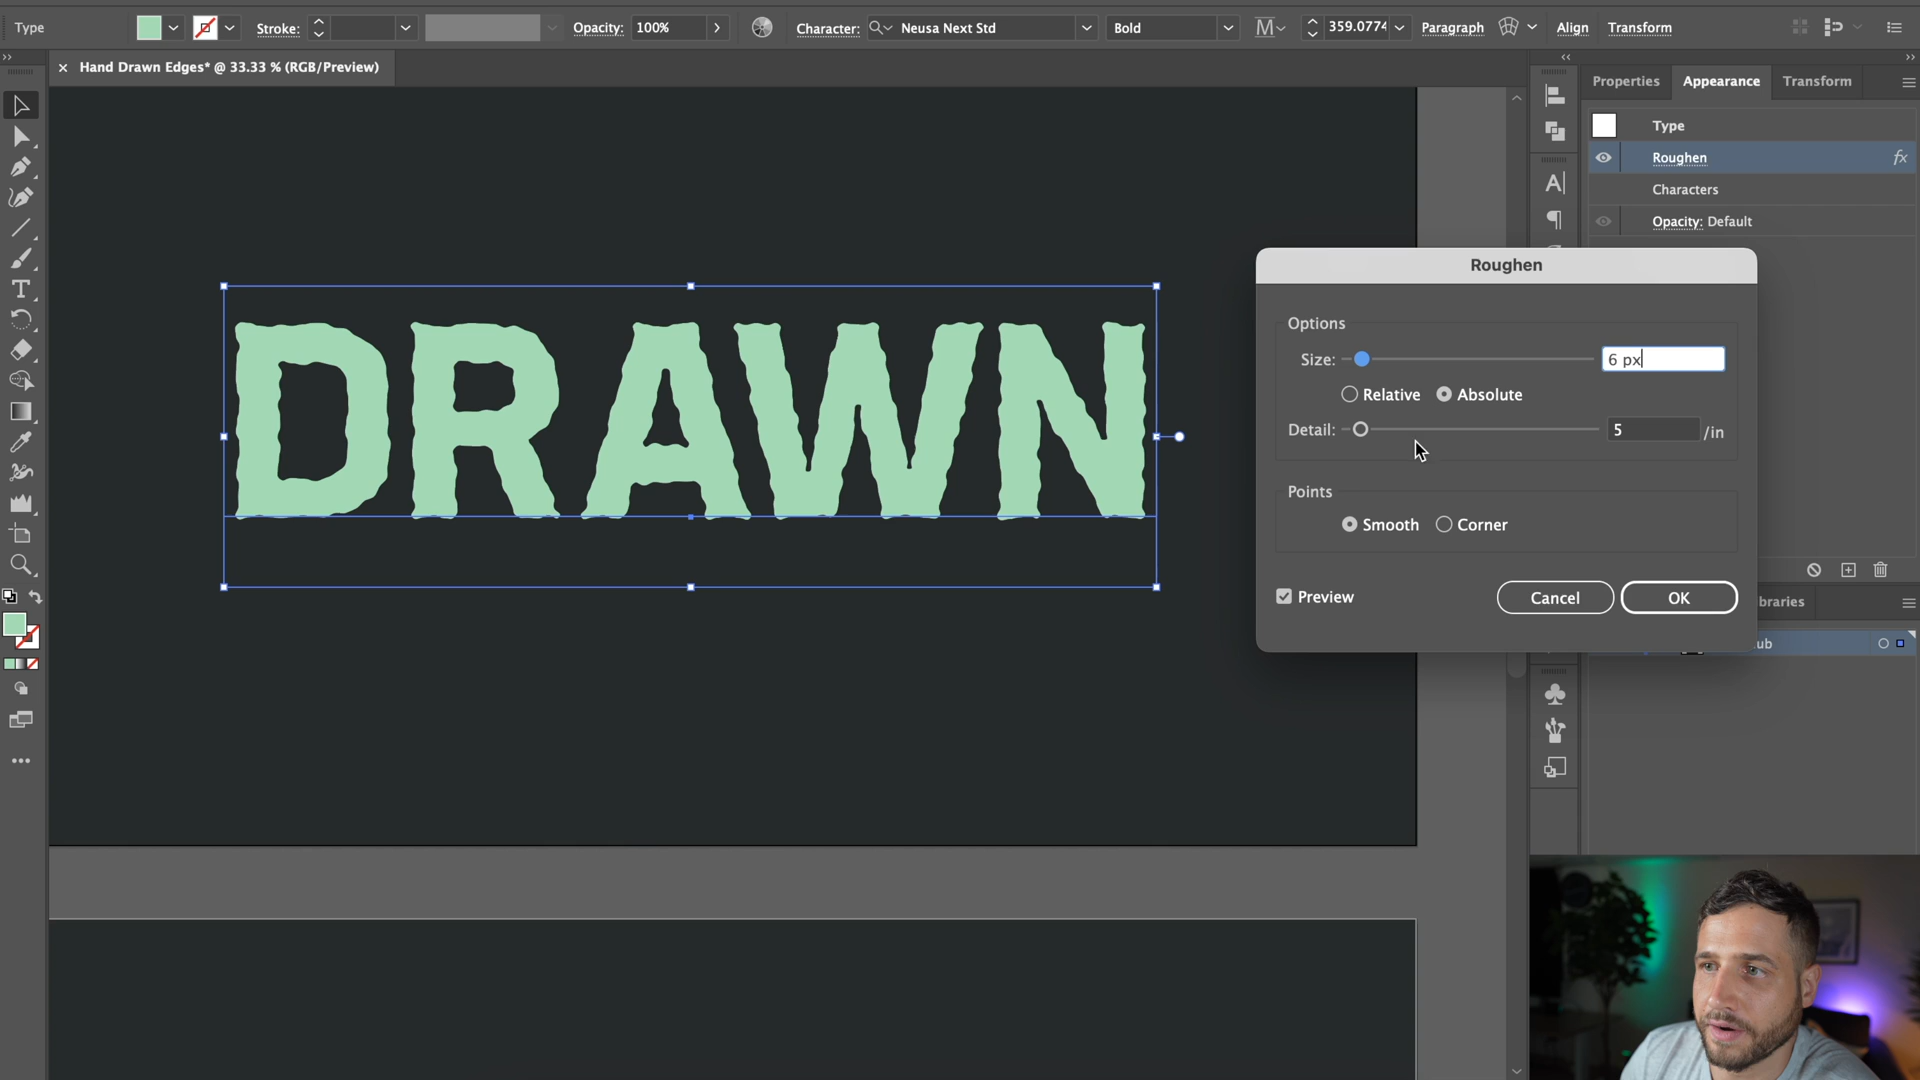 Type
Stroke:
Opacity: 100%
Character: Neusa Next Std
Bold
359.0774
Paragraph
Align
Transform
Hand Drawn Edges* @ 33.33 % (RGB/Preview)
Properties
Appearance
Transform
Type
Roughen
fx
Characters
Opacity: Default
DRAWN
Roughen
Options
Size:
6 px
Relative
Absolute
Detail:
5
/in
Points
Smooth
Corner
Preview
Cancel
OK
braries
ub